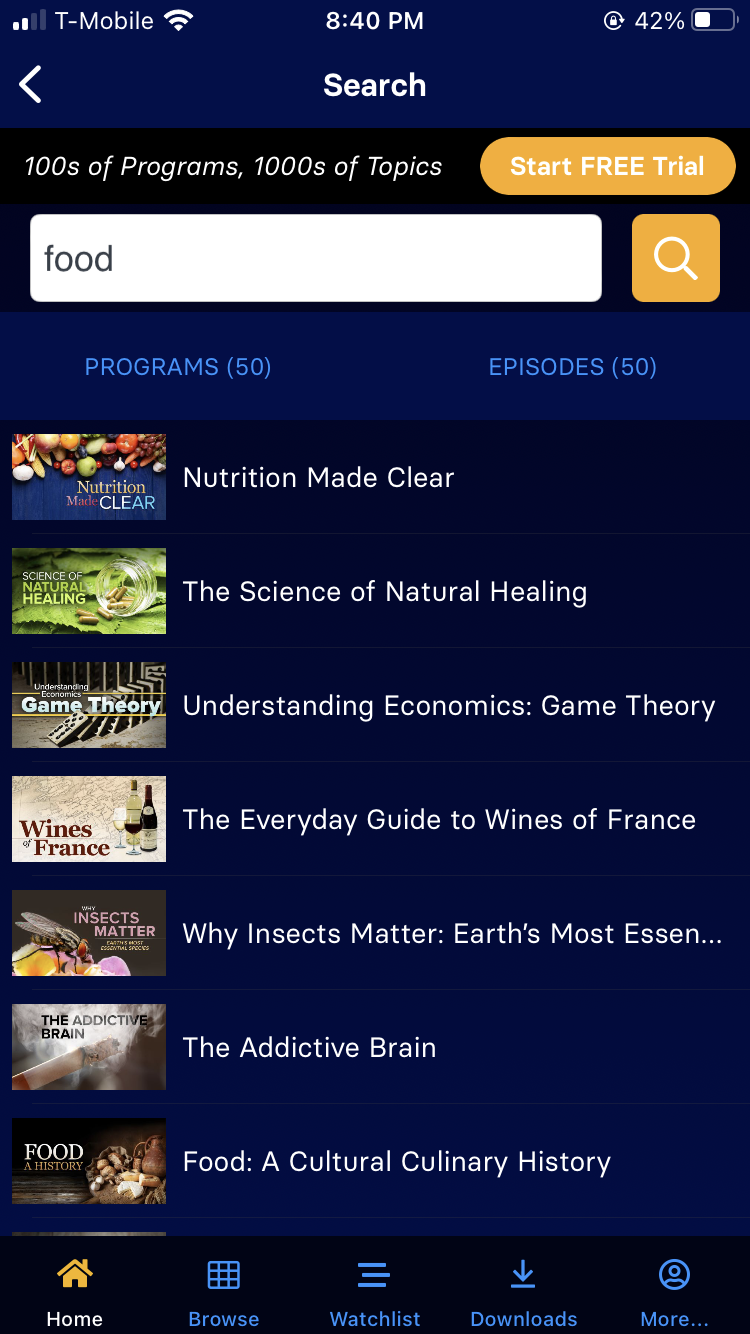 T-Mobile 8:40 PM 42%
Search
100s of Programs, 1000s of Topics Start FREE Trial
food
PROGRAMS (50) EPISODES (50)
Nutrition
Made CLEAR
Nutrition Made Clear
SCIENCE OF
NATURAL
HEALING
The Science of Natural Healing
Understanding
Economics
Game Theory
Understanding Economics: Game Theory
Wines
of France
The Everyday Guide to Wines of France
WHY
INSECTS
MATTER
EARTH'S MOST
ESSENTIAL SPECIES
Why Insects Matter: Earth's Most Essen...
THE ADDICTIVE
BRAIN
The Addictive Brain
FOOD
A HISTORY
Food: A Cultural Culinary History
Home Browse Watchlist Downloads More...